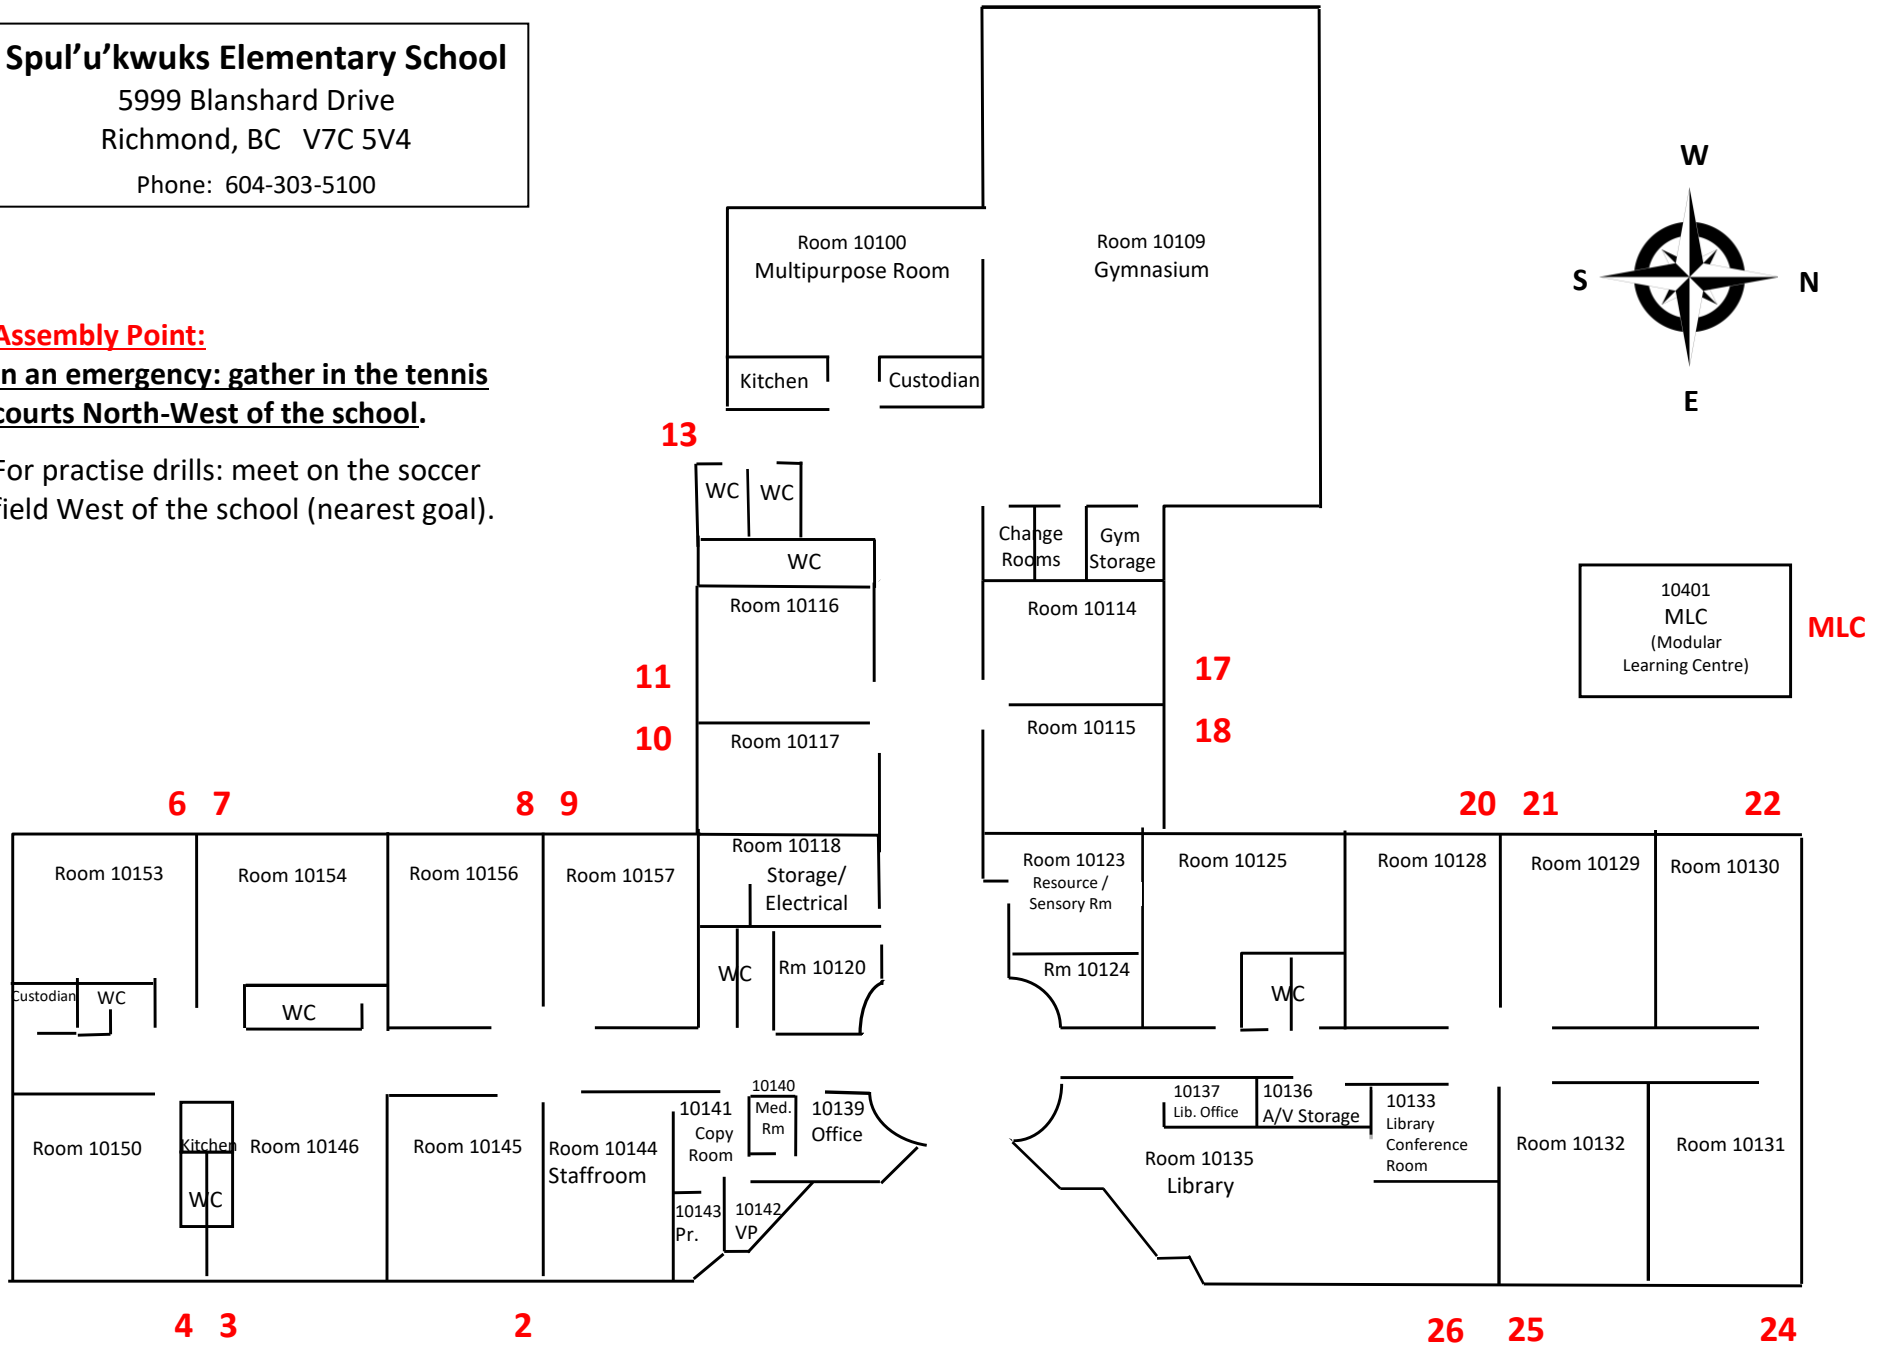 Spul’u’kwuks Elementary School
5999 Blanshard Drive
Richmond, BC   V7C 5V4
Phone:  604-303-5100
Assembly Point:
in an emergency: gather in the tennis
courts North-West of the school.
For practise drills: meet on the soccer
field West of the school (nearest goal).
W
S
N
E
Room 10100
Multipurpose Room
Room 10109
Gymnasium
Kitchen
Custodian
13
WC
WC
WC
Change
Rooms
Gym
Storage
Room 10116
Room 10114
10401
MLC
(Modular
Learning Centre)
MLC
11
17
10
Room 10117
Room 10115
18
6
7
8
9
20
21
22
Room 10153
Room 10154
Room 10156
Room 10157
Room 10118
Storage/
Electrical
Room 10123
Resource /
Sensory Rm
Room 10125
Room 10128
Room 10129
Room 10130
Custodian
WC
WC
WC
Rm 10120
Rm 10124
WC
Room 10150
Kitchen
WC
Room 10146
Room 10145
Room 10144
Staffroom
10141
Copy
Room
10140
Med.
Rm
10139
Office
10143
Pr.
10142
VP
10137
Lib. Office
10136
A/V Storage
10133
Library
Conference
Room
Room 10135
Library
Room 10132
Room 10131
4
3
2
26
25
24